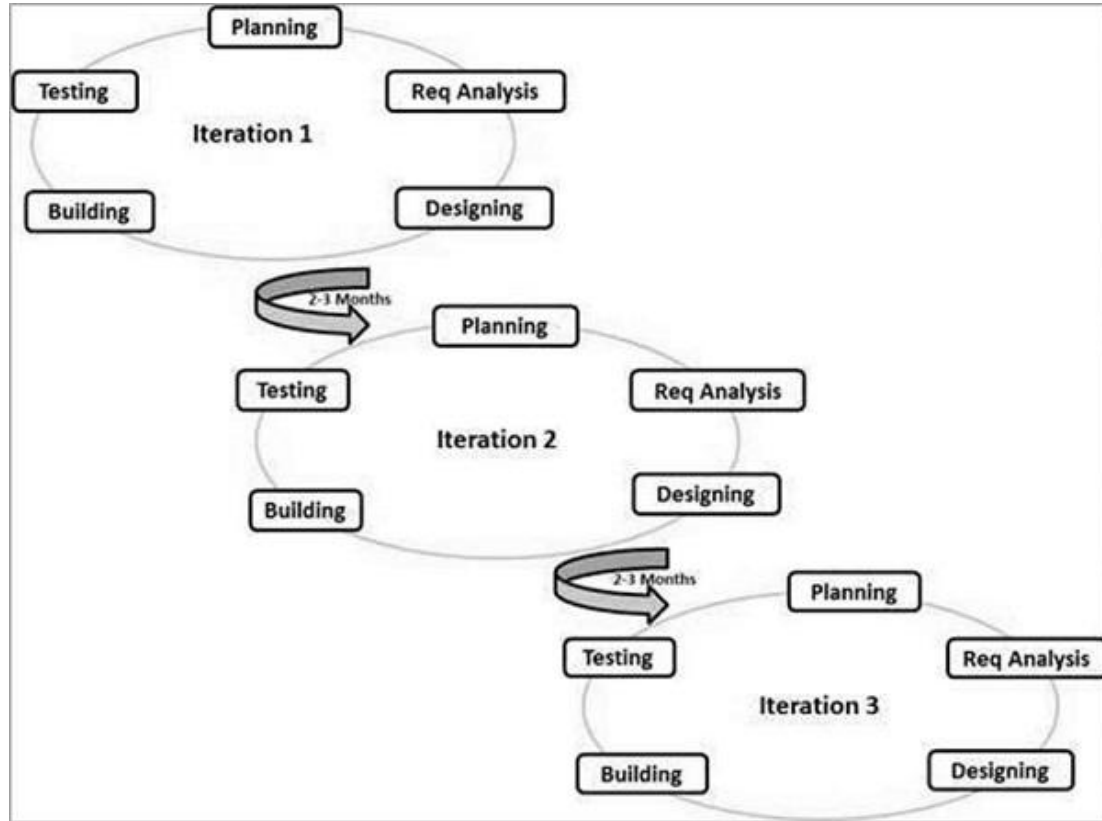 Planning
Testing
Req Analysis
Iteration 1
Building
Designing
2-3 Months
Planning
Testing
Req Analysis
Iteration 2
Building
Designing
2-3 Months
Planning
Testing
Req Analysis
Iteration 3
Building
Designing